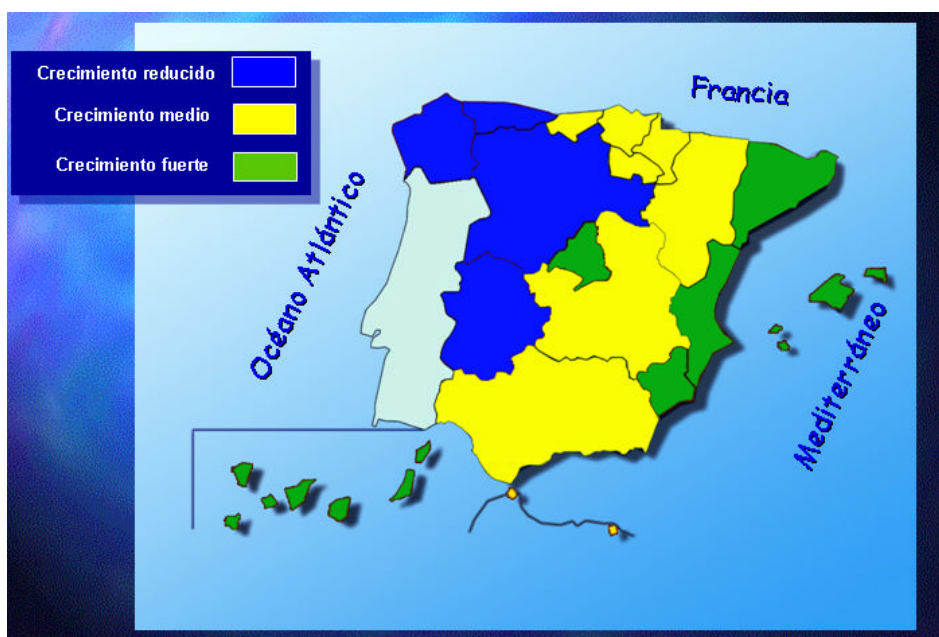 Crecimiento reducido
Crecimiento medio
Crecimiento fuerte
Francia
Océano Atlántico
Mediterráneo